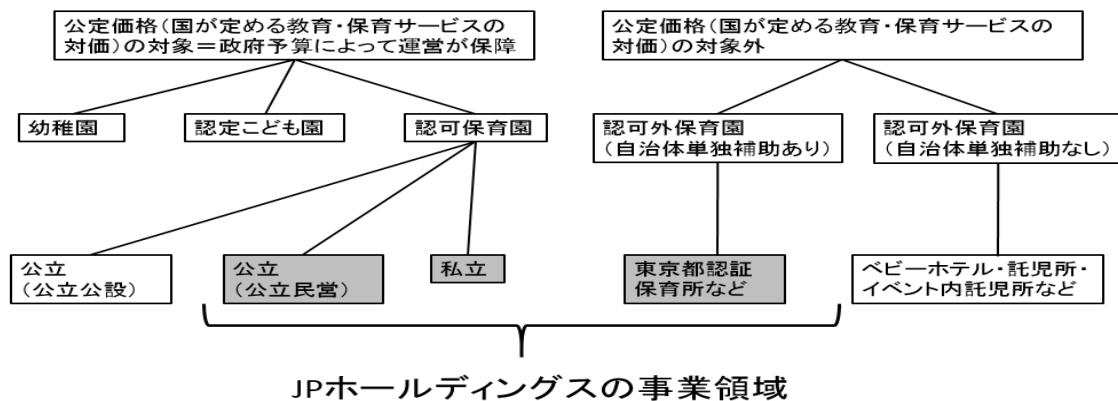 公定価格(国が定める教育・保育サービスの
対価)の対象＝政府予算によって運営が保障
公定価格(国が定める教育・保育サービスの
対価)の対象外
幼稚園
認定こども園
認可保育園
認可外保育園
(自治体単独補助あり)
認可外保育園
(自治体単独補助なし)
公立
(公立公設)
公立
(公立民営)
私立
東京都認証
保育所など
ベビーホテル・託児所・
イベント内託児所など
JPホールディングスの事業領域